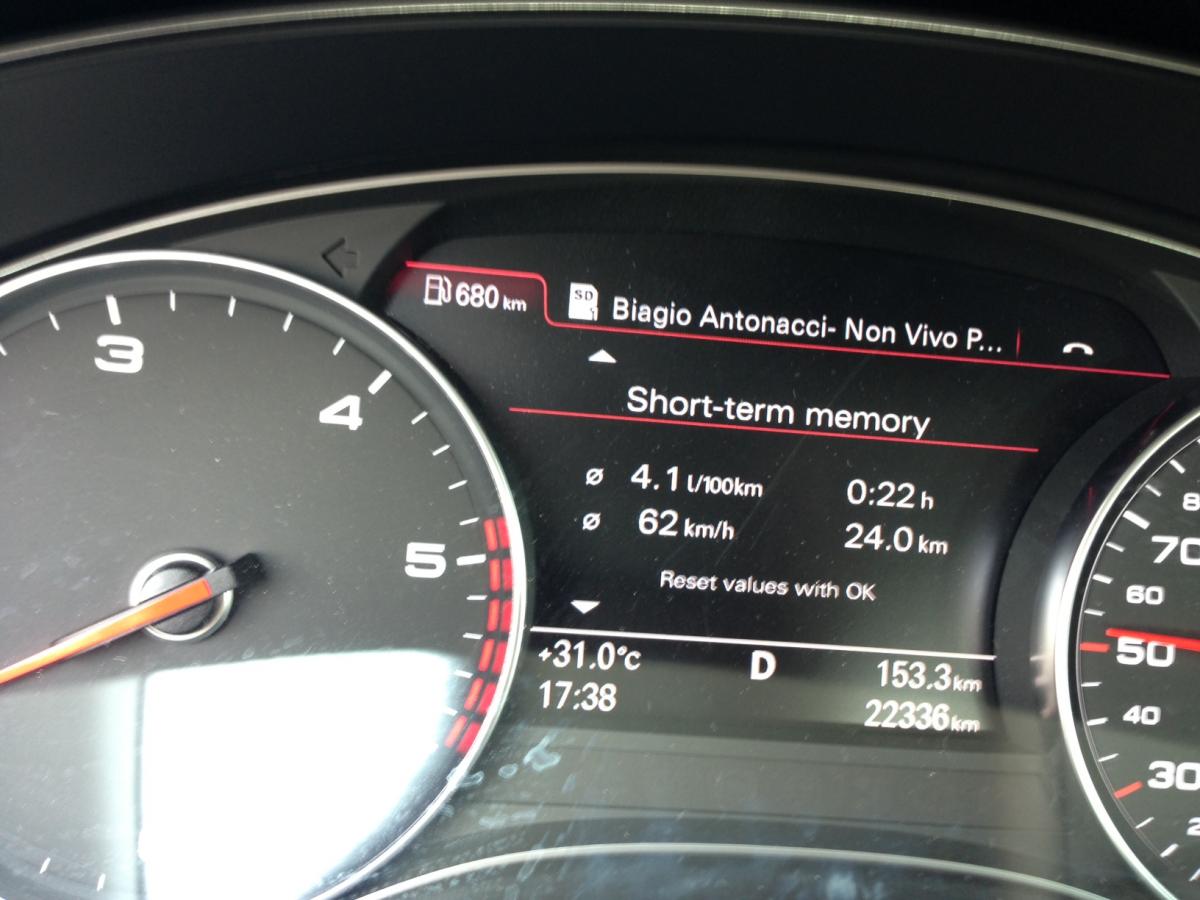 680 km
SD
Biagio Antonacci- Non Vivo P...
Short-term memory
ø 4.1 l/100km 0:22 h
ø 62 km/h 24.0 km
Reset values with OK
+31.0°C D 153.3 km
17:38 22336 km
3
4
5
70
60
50
40
30